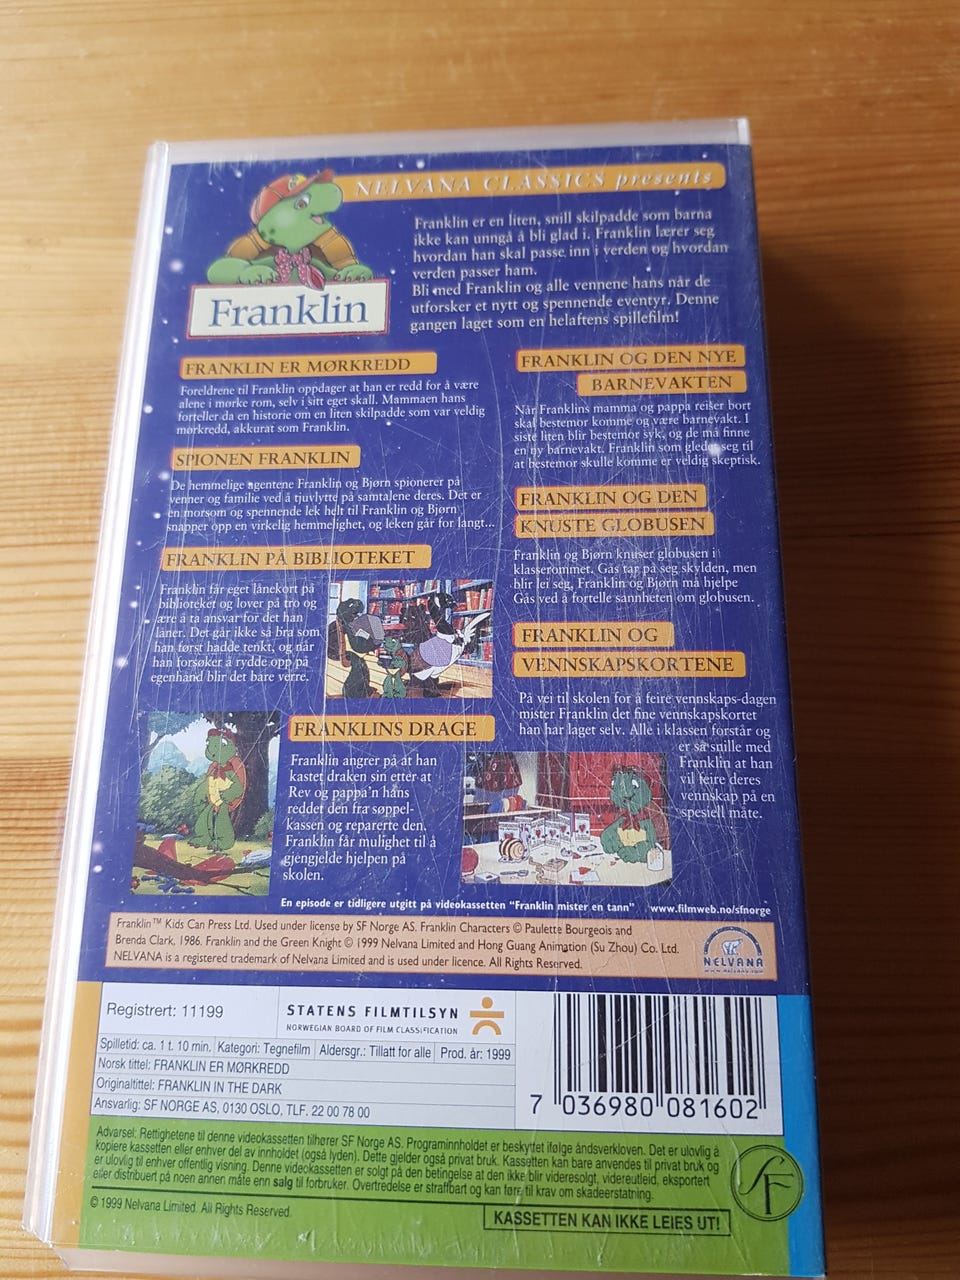 NELVANA CLASSICS presents
Franklin
Franklin er en liten, snill skilpadde som barna
ikke kan unngå å bli glad i. Franklin lærer seg
hvordan han skal passe inn i verden og hvordan
verden passer ham.
Bli med Franklin og alle vennene hans når de
utforsker et nytt og spennende eventyr. Denne
gangen laget som en helaftens spillefilm!
FRANKLIN ER MØRKREDD
Foreldrene til Franklin oppdager at han er redd for å være
alene i mørke rom, selv i sitt eget skall. Mammaen hans
forteller da en historie om en liten skilpadde som var veldig
mørkredd, akkurat som Franklin.
SPIONEN FRANKLIN
De hemmelige agentene Franklin og Bjørn spionerer på
venner og familie ved å tjuvlytte på samtalene deres. Det er
en morsom og spennende lek helt til Franklin og Bjørn
snapper opp en virkelig hemmelighet, og leken går for langt...
FRANKLIN PÅ BIBLIOTEKET
Franklin får eget lånekort på
biblioteket og lover på tro og
ære å ta ansvar for det han
låner. Det går ikke så bra som
han først hadde tenkt, og når
han forsøker å rydde opp på
egenhand blir det bare verre.
FRANKLINS DRAGE
Franklin angrer på at han
kastet draken sin etter at
Rev og pappa'n hans
reddet den fra søppel-
kassen og reparerte den.
Franklin får mulighet til å
gjengjelde hjelpen på
skolen.
FRANKLIN OG DEN NYE
BARNEVAKTEN
Når Franklins mamma og pappa reiser bort
skal bestemor komme og være barnevakt. I
siste liten blir bestemor syk, og de må finne
en ny barnevakt. Franklin som gledet seg til
at bestemor skulle komme er veldig skeptisk.
FRANKLIN OG DEN
KNUSTE GLOBUSEN
Franklin og Bjørn knuser globusen i
klasserommet. Gås tar på seg skylden, men
blir lei seg, Franklin og Bjørn må hjelpe
Gås ved å fortelle sannheten om globusen.
FRANKLIN OG
VENNSKAPSKORTENE
På vei til skolen for å feire vennskaps-dagen
mister Franklin det fine vennskapskortet
han har laget selv. Alle i klassen forstår og
er så snille med
Franklin at han
vil feire deres
vennskap på en
spesiell måte.
En episode er tidligere utgitt på videokassetten "Franklin mister en tann" www.filmweb.no/sfnorge
Franklin™ Kids Can Press Ltd. Used under license by SF Norge AS. Franklin Characters © Paulette Bourgeois and
Brenda Clark, 1986. Franklin and the Green Knight © 1999 Nelvana Limited and Hong Guang Animation (Su Zhou) Co. Ltd.
NELVANA is a registered trademark of Nelvana Limited and is used under licence. All Rights Reserved.
NELVANA
www.nelvana.com
Registrert: 11199
STATENS FILMTILSYN
NORWEGIAN BOARD OF FILM CLASSIFICATION
Spilletid: ca. 1 t. 10 min. Kategori: Tegnefilm Aldersgr.: Tillatt for alle Prod. år: 1999
Norsk tittel: FRANKLIN ER MØRKREDD
Originaltittel: FRANKLIN IN THE DARK
Ansvarlig: SF NORGE AS, 0130 OSLO, TLF. 22 00 78 00
7 036980 081602
Advarsel: Rettighetene til denne videokassetten tilhører SF Norge AS. Programinnholdet er beskyttet ifølge åndsverkloven. Det er ulovlig å
kopiere kassetten eller enhver del av innholdet (også lyden). Dette gjelder også privat bruk. Kassetten kan bare anvendes til privat bruk og
er ulovlig til enhver offentlig visning. Denne videokassetten er solgt på den betingelse at den ikke blir videresolgt, videreutleid, eksportert
eller distribuert på noen annen måte enn salg til forbruker. Overtredelse er straffbart og kan føre til krav om skadeerstatning.
© 1999 Nelvana Limited. All Rights Reserved.
KASSETTEN KAN IKKE LEIES UT!
SF